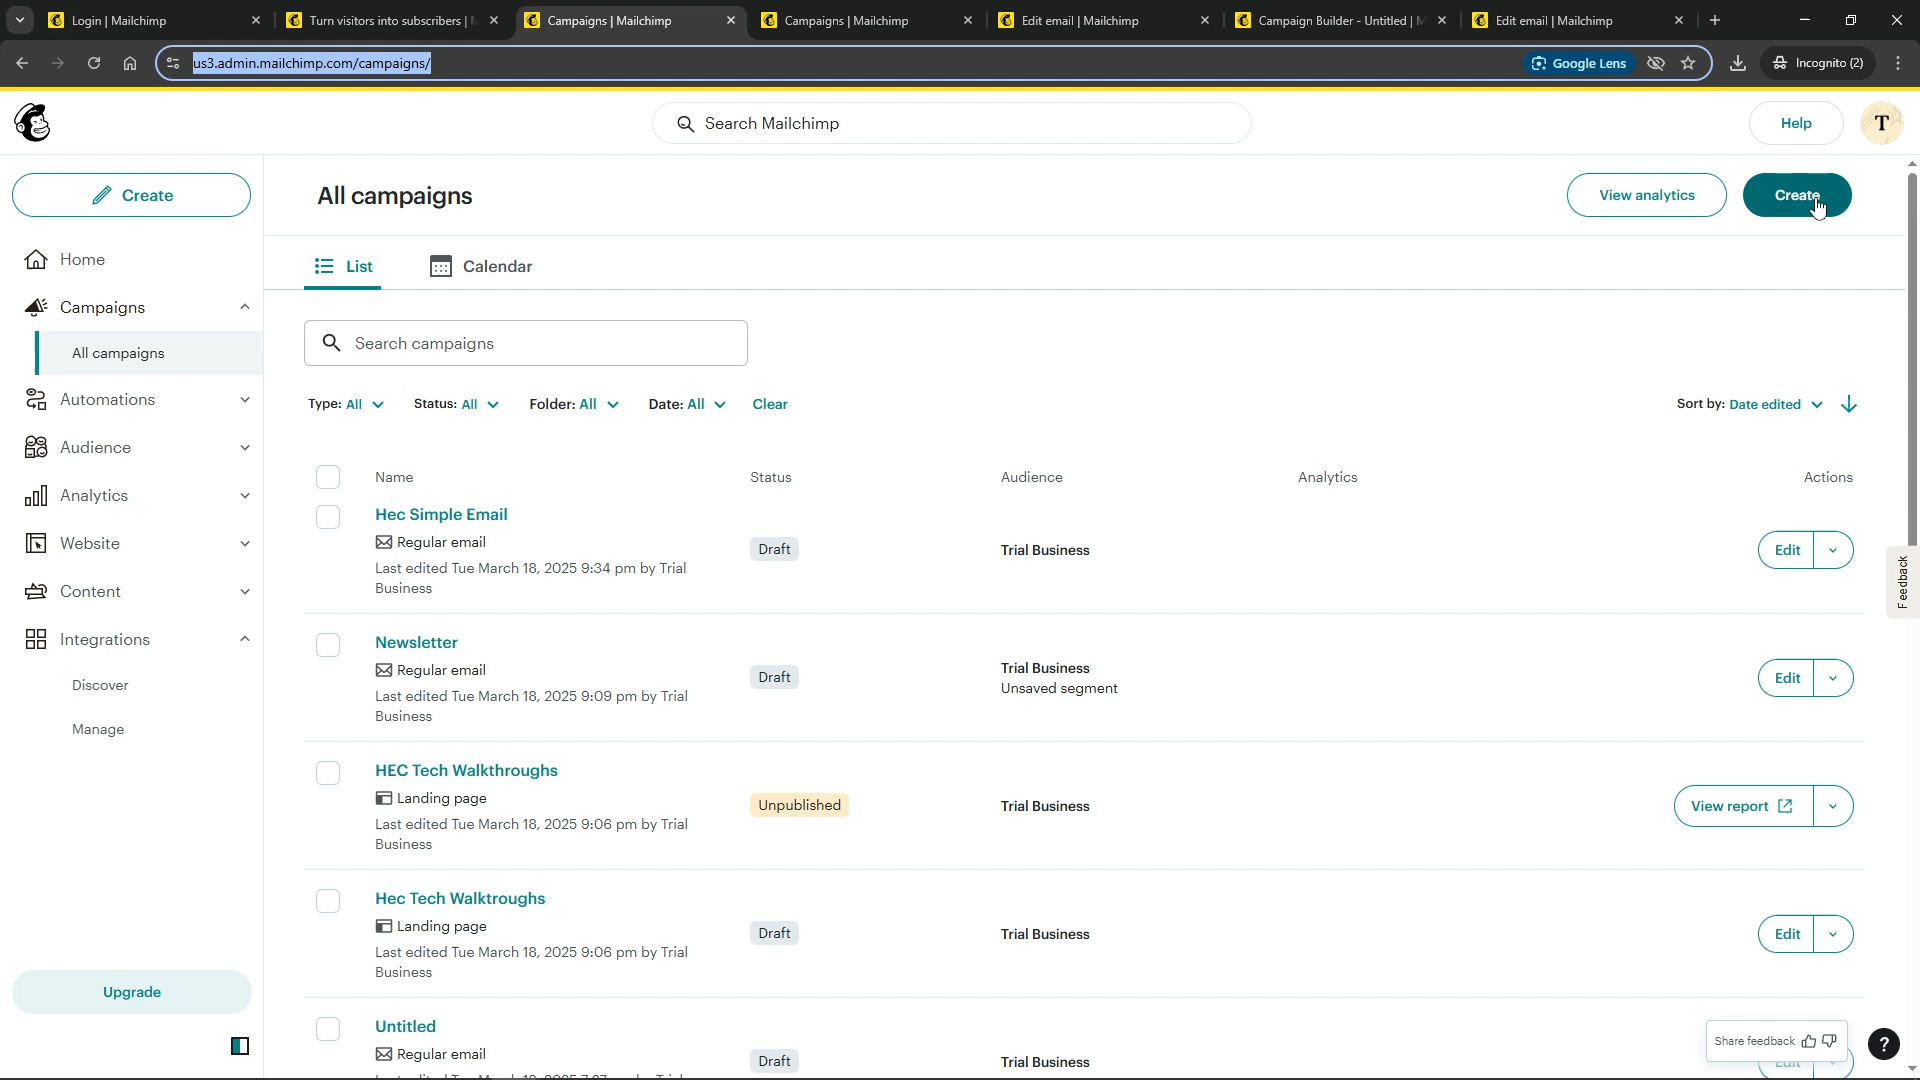 Login | Mailchimp
Turn visitors into subscribers |
Campaigns | Mailchimp
Campaigns | Mailchimp
Edit email | Mailchimp
Campaign Builder - Untitled |
Edit email | Mailchimp
us3.admin.mailchimp.com/campaigns/
Google Lens
Incognito (2)
Search Mailchimp
Help
T
Create
All campaigns
View analytics
Create
Home
List
Calendar
Campaigns
All campaigns
Search campaigns
Automations
Type: All
Status: All
Folder: All
Date: All
Clear
Sort by: Date edited
Audience
Analytics
Website
Content
Integrations
Discover
Manage
Name
Status
Audience
Analytics
Actions
Hec Simple Email
Regular email
Last edited Tue March 18, 2025 9:34 pm by Trial
Business
Draft
Trial Business
Edit
Newsletter
Regular email
Last edited Tue March 18, 2025 9:09 pm by Trial
Business
Draft
Trial Business
Unsaved segment
Edit
HEC Tech Walkthroughs
Landing page
Last edited Tue March 18, 2025 9:06 pm by Trial
Business
Unpublished
Trial Business
View report
Hec Tech Walktroughs
Landing page
Last edited Tue March 18, 2025 9:06 pm by Trial
Business
Draft
Trial Business
Edit
Untitled
Regular email
Draft
Trial Business
Feedback
Upgrade
Share feedback
?